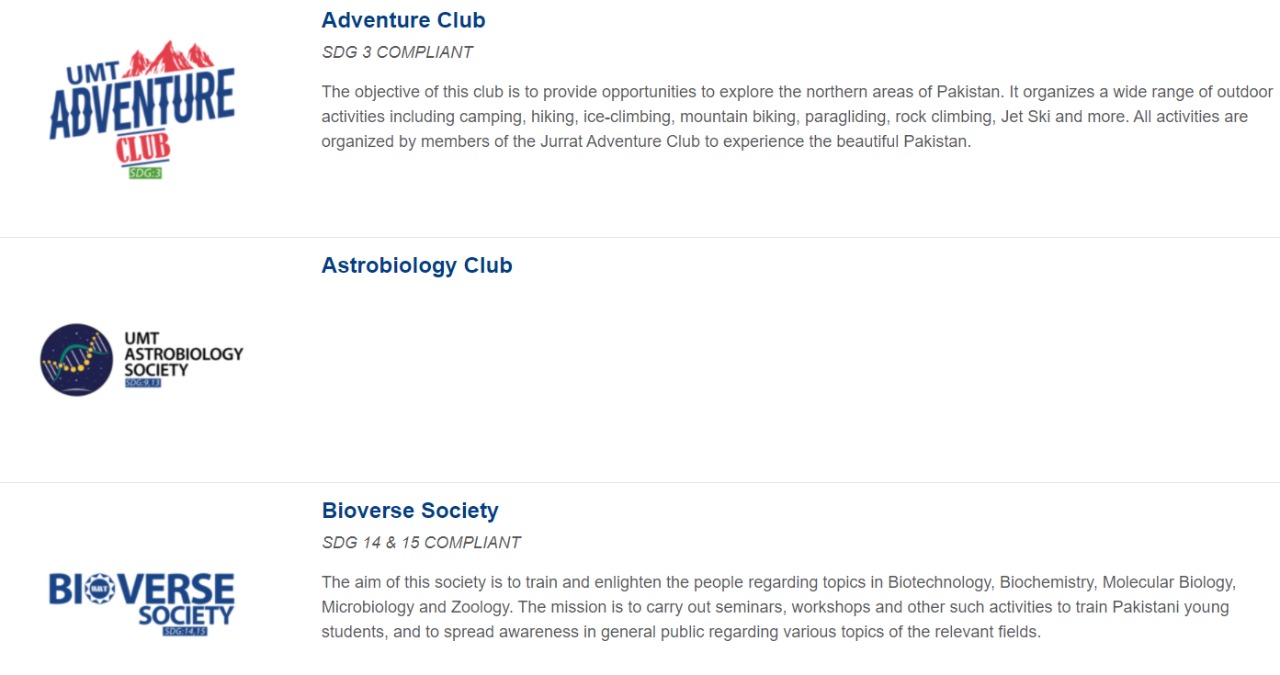 Adventure Club
SDG 3 COMPLIANT
UMT
ADVENTURE
CLUB
SDG:3
The objective of this club is to provide opportunities to explore the northern areas of Pakistan. It organizes a wide range of outdoor
activities including camping, hiking, ice-climbing, mountain biking, paragliding, rock climbing, Jet Ski and more. All activities are
organized by members of the Jurrat Adventure Club to experience the beautiful Pakistan.
Astrobiology Club
UMT
ASTROBIOLOGY
SOCIETY
SDG:9,13
Bioverse Society
SDG 14 & 15 COMPLIANT
BIOVERSE
SOCIETY
SDG:14,15
The aim of this society is to train and enlighten the people regarding topics in Biotechnology, Biochemistry, Molecular Biology,
Microbiology and Zoology. The mission is to carry out seminars, workshops and other such activities to train Pakistani young
students, and to spread awareness in general public regarding various topics of the relevant fields.